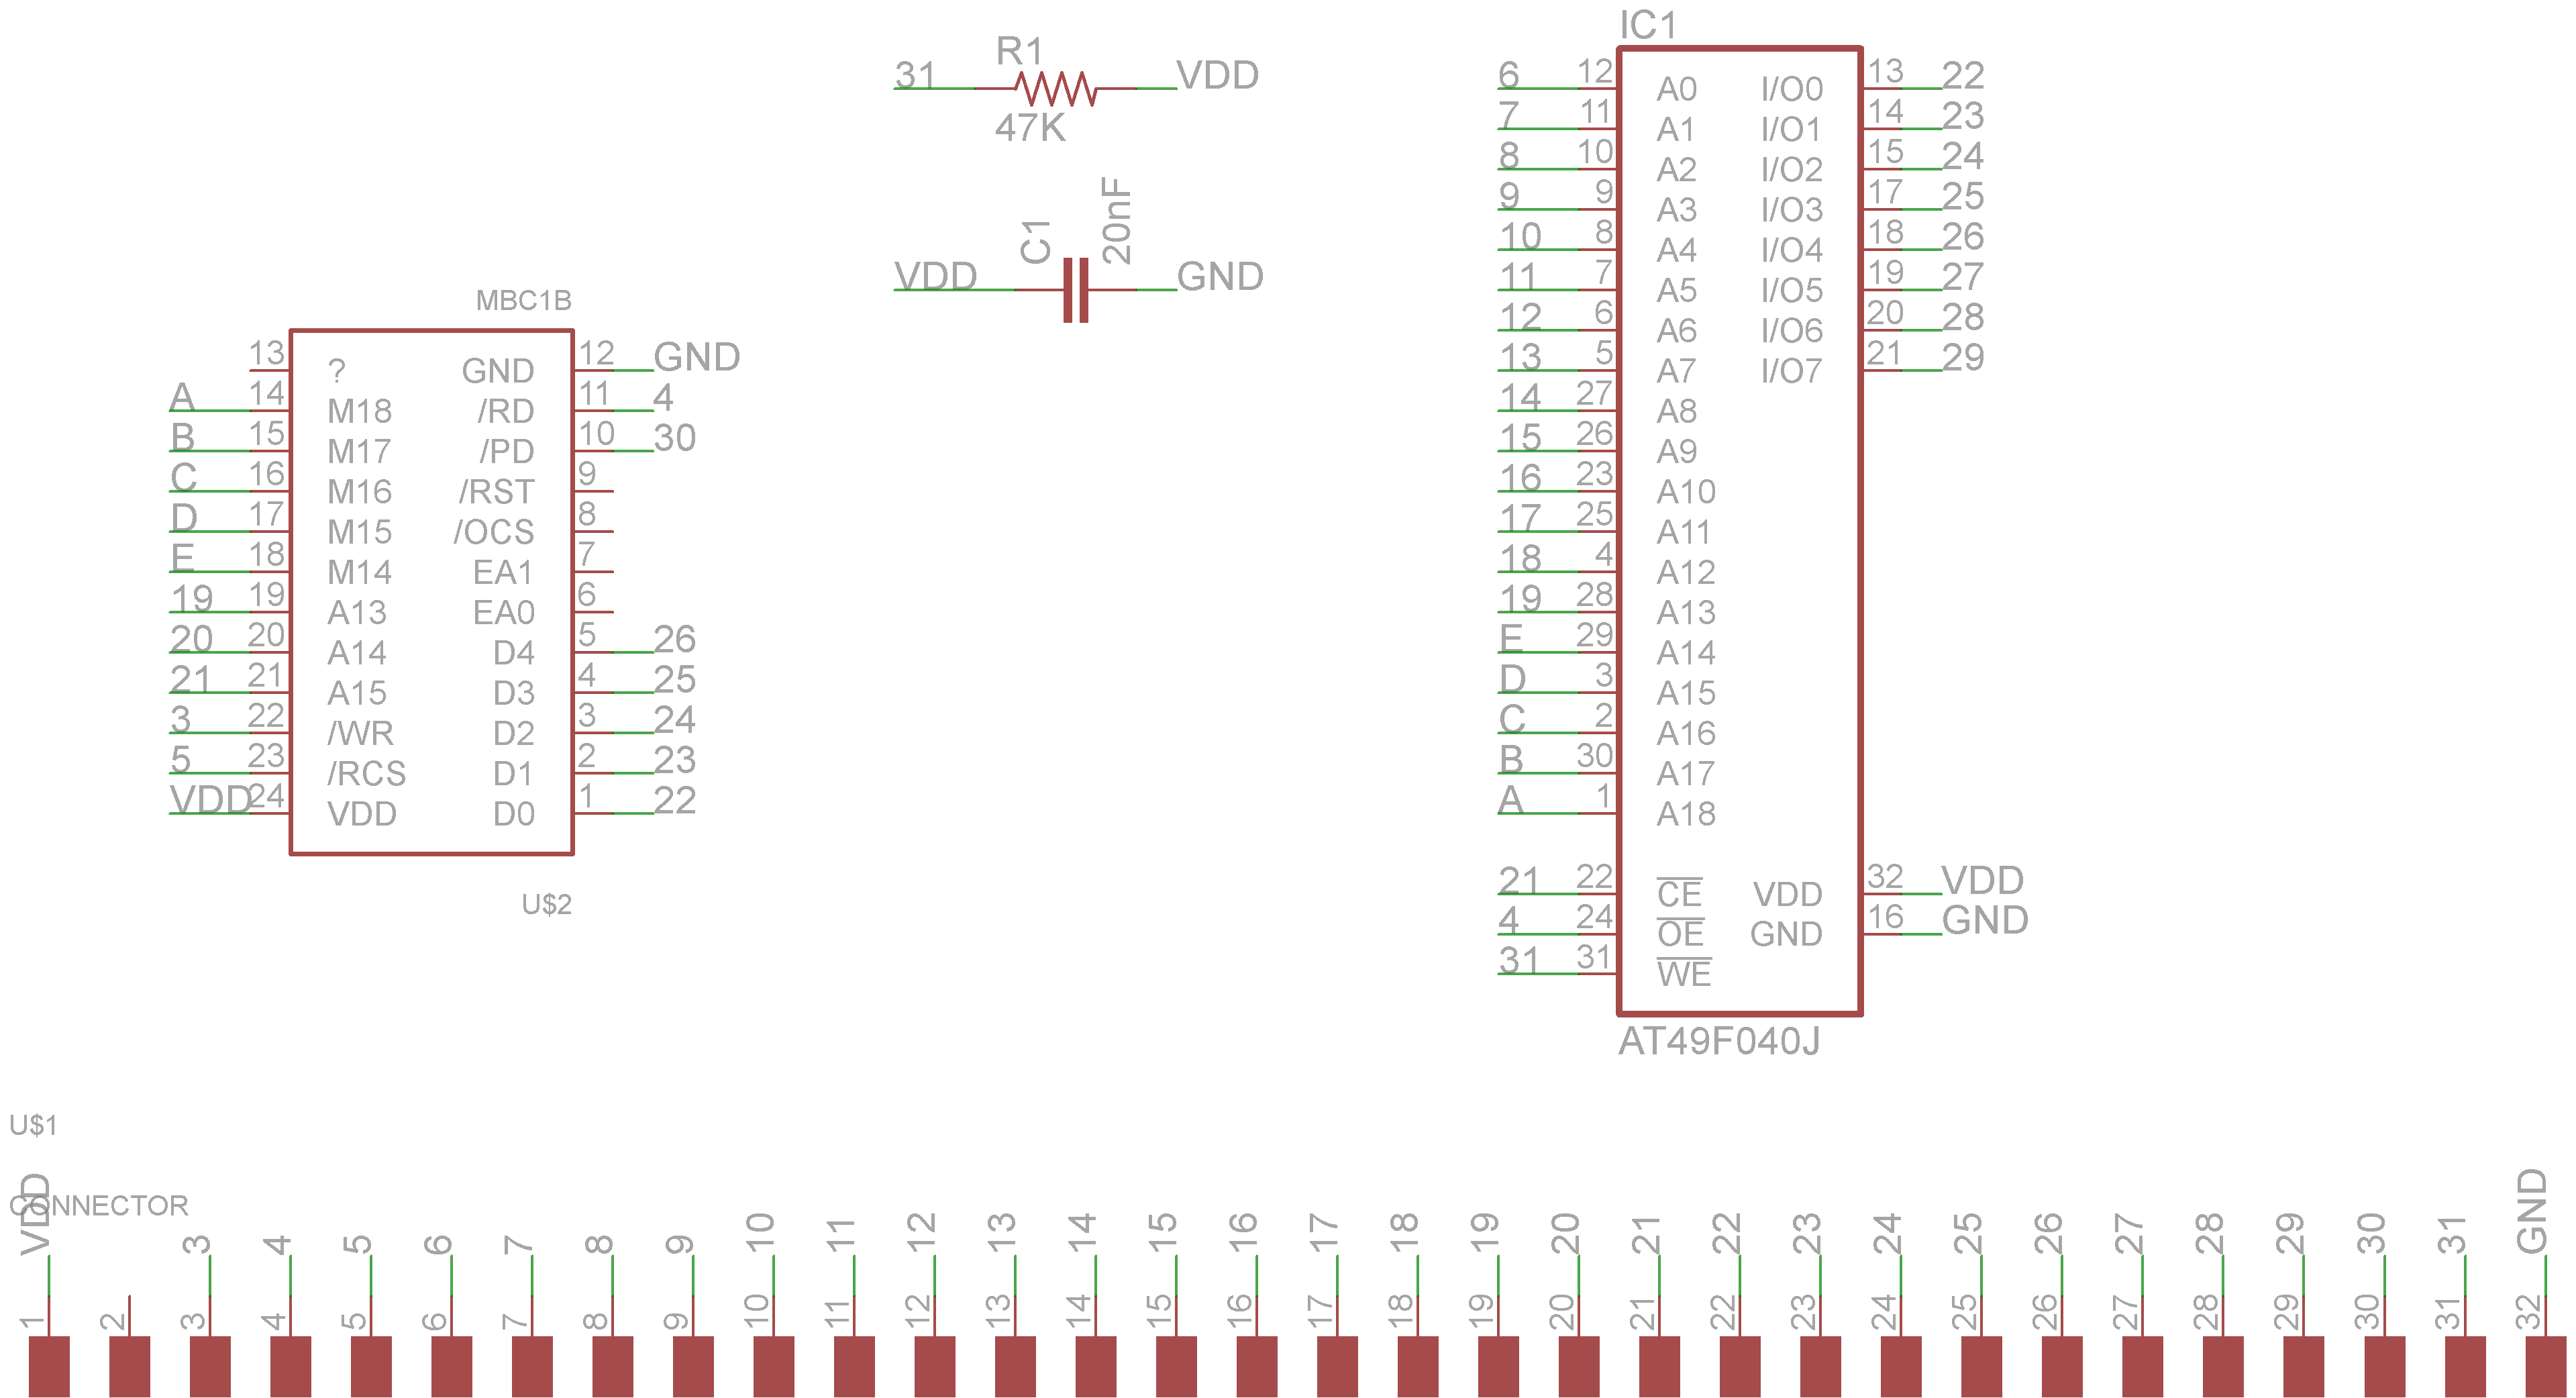 IC1
R1
31 VDD
47K
C1
20nF
VDD GND
6 12 A0 I/O0 13 22
7 11 A1 I/O1 14 23
8 10 A2 I/O2 15 24
9 9 A3 I/O3 17 25
10 8 A4 I/O4 18 26
11 7 A5 I/O5 19 27
12 6 A6 I/O6 20 28
13 5 A7 I/O7 21 29
14 27 A8
15 26 A9
16 23 A10
17 25 A11
18 4 A12
19 28 A13
E 29 A14
D 3 A15
C 2 A16
B 30 A17
A 1 A18
21 22 CE VDD 32 VDD
4 24 OE GND 16 GND
31 31 WE
AT49F040J
MBC1B
13 ? GND 12 GND
A 14 M18 /RD 11 4
B 15 M17 /PD 10 30
C 16 M16 /RST 9
D 17 M15 /OCS 8
E 18 M14 EA1 7
19 19 A13 EA0 6
20 20 A14 D4 5 26
21 21 A15 D3 4 25
3 22 /WR D2 3 24
5 23 /RCS D1 2 23
VDD 24 VDD D0 1 22
U$2
U$1
CONNECTOR
VDD 3 4 5 6 7 8 9 10 11 12 13 14 15 16 17 18 19 20 21 22 23 24 25 26 27 28 29 30 31 GND
1 2 3 4 5 6 7 8 9 10 11 12 13 14 15 16 17 18 19 20 21 22 23 24 25 26 27 28 29 30 31 32